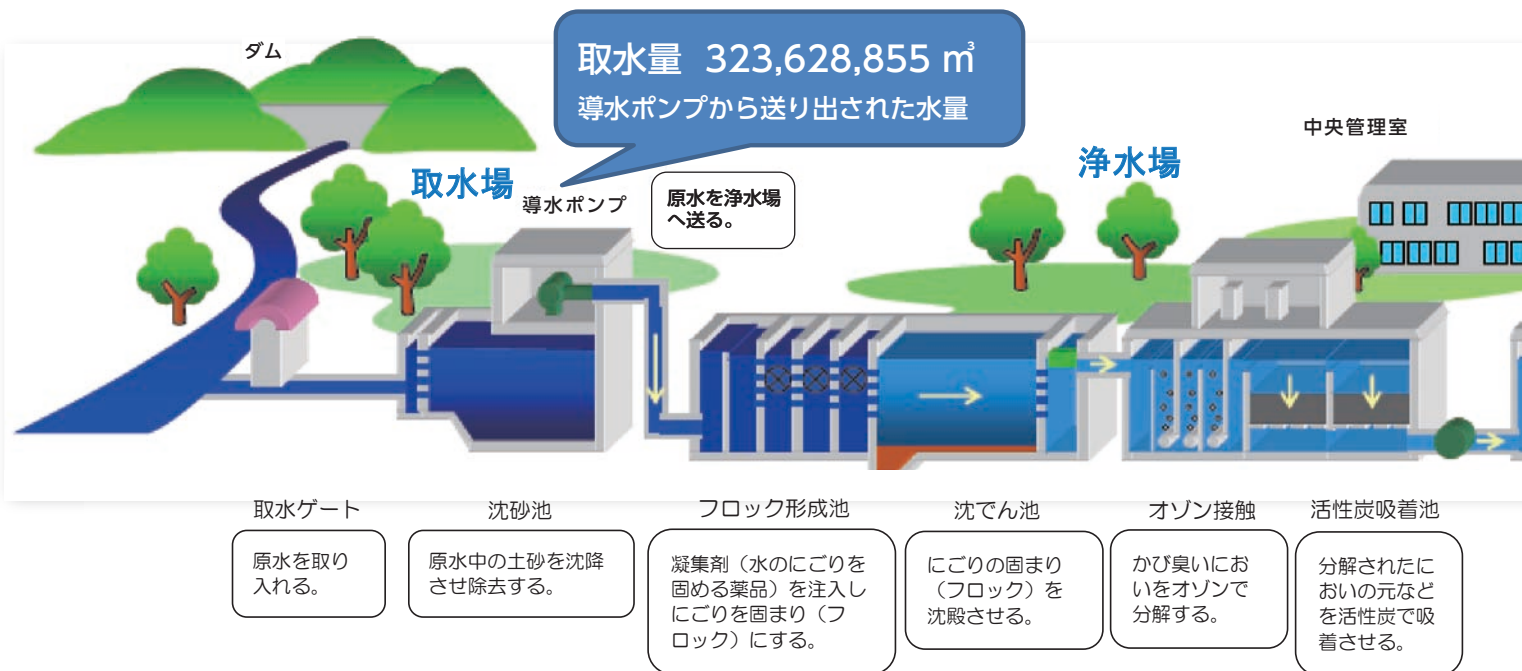 ダム
取水量 323,628,855 ㎥
導水ポンプから送り出された水量
中央管理室
取水場
浄水場
導水ポンプ
原水を浄水場
へ送る。
取水ゲート
原水を取り
入れる。
沈砂池
原水中の土砂を沈降
させ除去する。
フロック形成池
凝集剤（水のにごりを
固める薬品）を注入し
にごりを固まり（フ
ロック）にする。
沈でん池
にごりの固まり
（フロック）を
沈殿させる。
オゾン接触
かび臭いにお
いをオゾンで
分解する。
活性炭吸着池
分解されたに
おいの元など
を活性炭で吸
着させる。